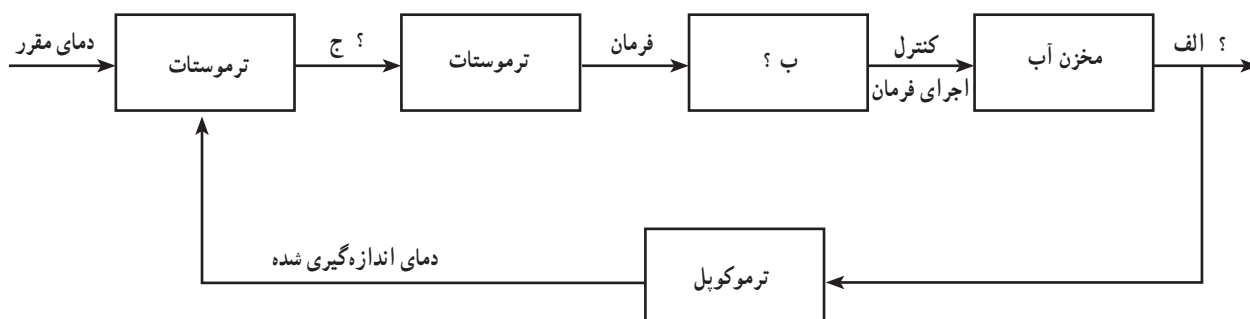 دمای مقرر
ترموستات
ج ؟
ترموستات
فرمان
ب ؟
کنترل
اجرای فرمان
مخزن آب
؟ الف
دمای اندازه‌گیری شده
ترموکوپل